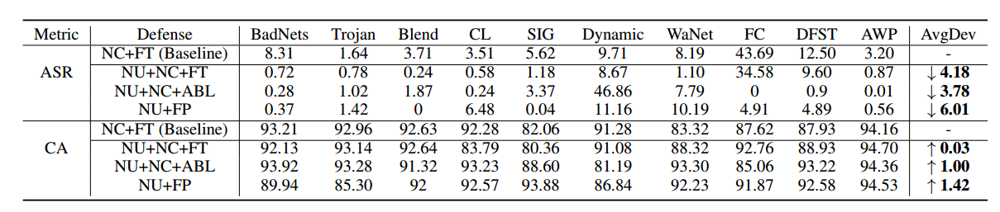 Metric Defense BadNets Trojan Blend CL SIG Dynamic WaNet FC DFST AWP AvgDev
NC+FT (Baseline) 8.31 1.64 3.71 3.51 5.62 9.71 8.19 43.69 12.50 3.20 -
ASR NU+NC+FT 0.72 0.78 0.24 0.58 1.18 8.67 1.10 34.58 9.60 0.87 ↓ 4.18
NU+NC+ABL 0.28 1.02 1.87 0.24 3.37 46.86 7.79 0 0.9 0.01 ↓ 3.78
NU+FP 0.37 1.42 0 6.48 0.04 11.16 10.19 4.91 4.89 0.56 ↓ 6.01
NC+FT (Baseline) 93.21 92.96 92.63 92.28 82.06 91.28 83.32 87.62 87.93 94.16 -
CA NU+NC+FT 92.13 93.14 92.64 83.79 80.36 91.08 88.32 92.76 88.93 94.70 ↑ 0.03
NU+NC+ABL 93.92 93.28 91.32 93.23 88.60 81.19 93.30 85.06 93.22 94.36 ↑ 1.00
NU+FP 89.94 85.30 92 92.57 93.88 86.84 92.23 91.87 92.58 94.53 ↑ 1.42